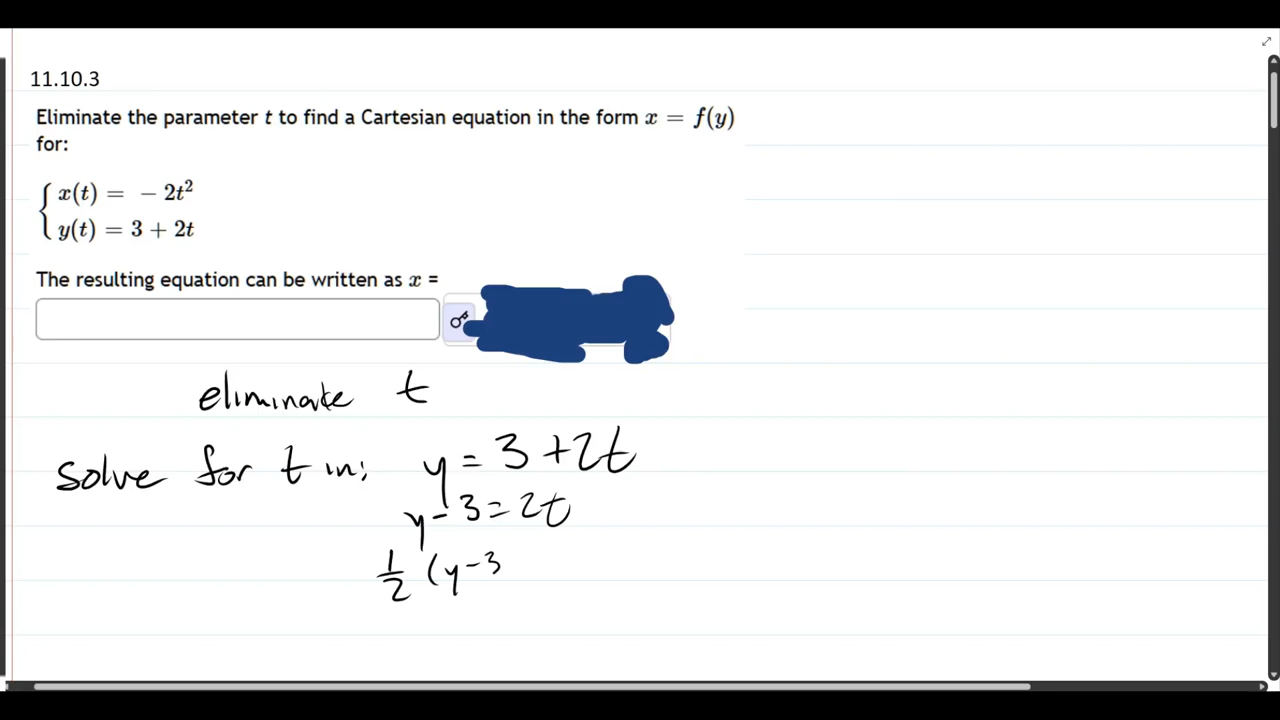 11.10.3
Eliminate the parameter t to find a Cartesian equation in the form x = f(y)
for:
{ x(t) = − 2t²
y(t) = 3 + 2t
The resulting equation can be written as x =
eliminate t
solve for t in: y = 3 + 2t
y - 3 = 2t
1/2 (y-3